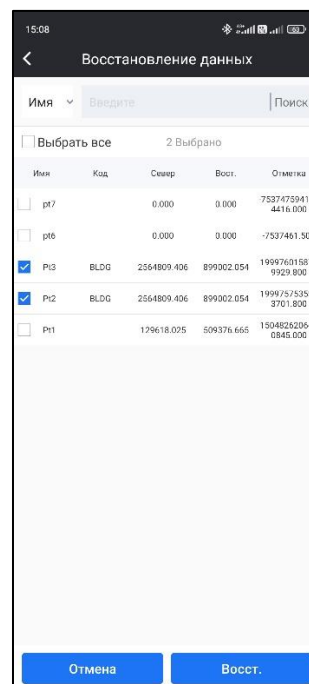 15:08
Восстановление данных
Имя Введите Поиск
Выбрать все 2 Выбрано
Имя Код Север Вост. Отметка
pt7 0.000 0.000 -7537475941
4416.000
pt6 0.000 0.000 -7537461.50
Pt3 BLDG 2564809.406 899002.054 1999760158
9929.800
Pt2 BLDG 2564809.406 899002.054 1999757535
3701.800
Pt1 129618.025 509376.665 1504826206
0845.000
Отмена Восст.